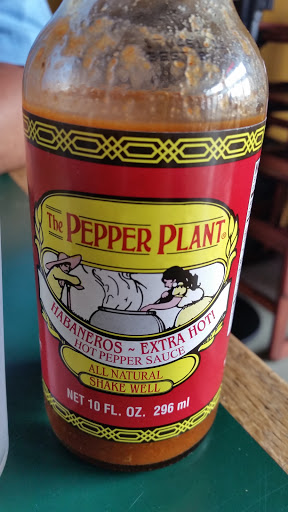 The PEPPER PLANT®
HABANEROS ~ EXTRA HOT!
HOT PEPPER SAUCE
ALL NATURAL
SHAKE WELL
NET 10 FL. OZ. 296 ml